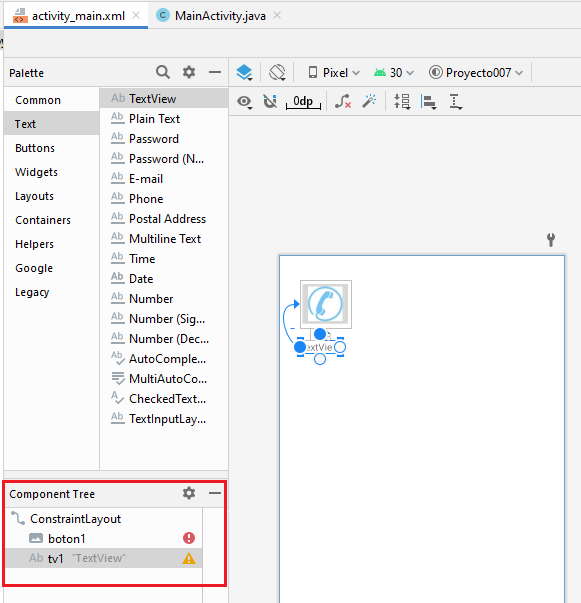 activity_main.xml
MainActivity.java
Palette
Pixel
30
Proyecto007
0dp
Common
Text
Buttons
Widgets
Layouts
Containers
Helpers
Google
Legacy
Ab TextView
Ab Plain Text
Ab Password
Ab Password (N...
Ab E-mail
Ab Phone
Ab Postal Address
Ab Multiline Text
Ab Time
Ab Date
Ab Number
Ab Number (Sig...
Ab Number (Dec...
Ab AutoComple...
MultiAutoCo...
A CheckedText...
Ab TextInputLay...
extVie
Component Tree
ConstraintLayout
boton1
Ab tv1 "TextView"